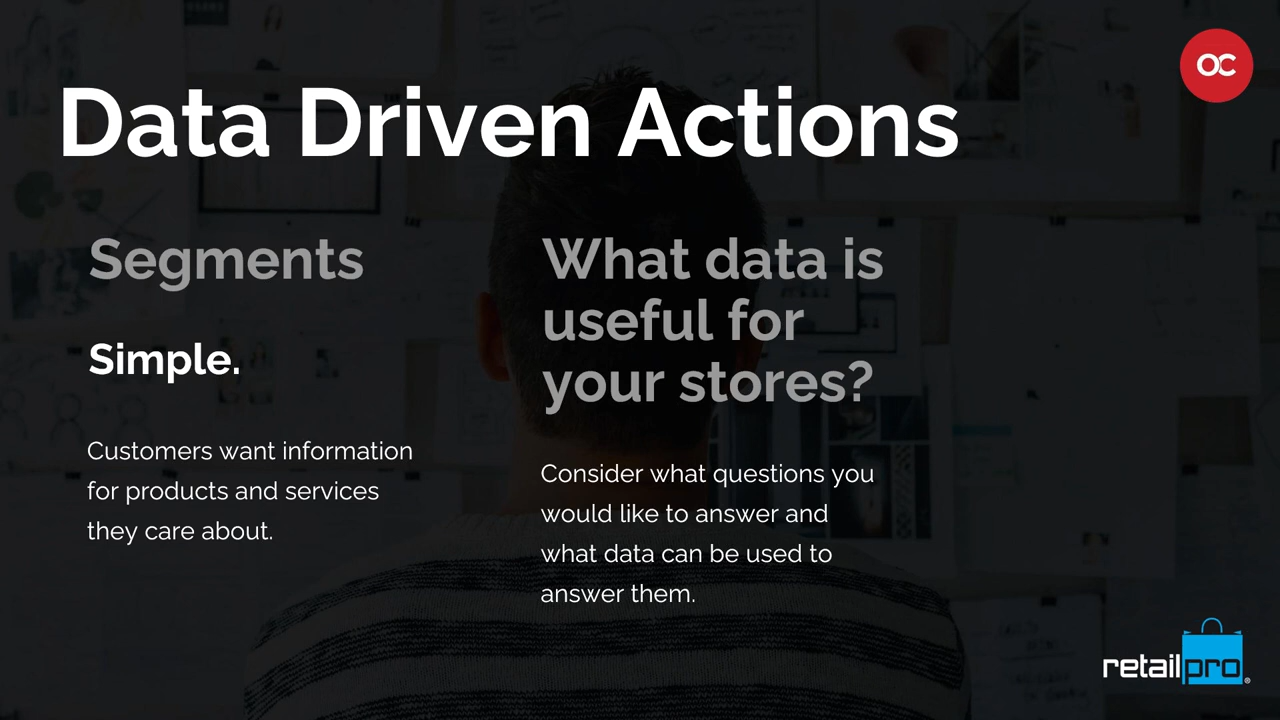 OC
Data Driven Actions
Segments
Simple.
Customers want information
for products and services
they care about.
What data is
useful for
your stores?
Consider what questions you
would like to answer and
what data can be used to
answer them.
retailpro®